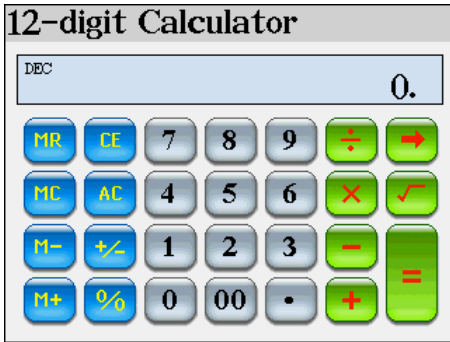 12-digit Calculator
DEC
0.
MR CE 7 8 9 ÷ →
MC AC 4 5 6 × √
M- +/- 1 2 3 - =
M+ % 0 00 • +